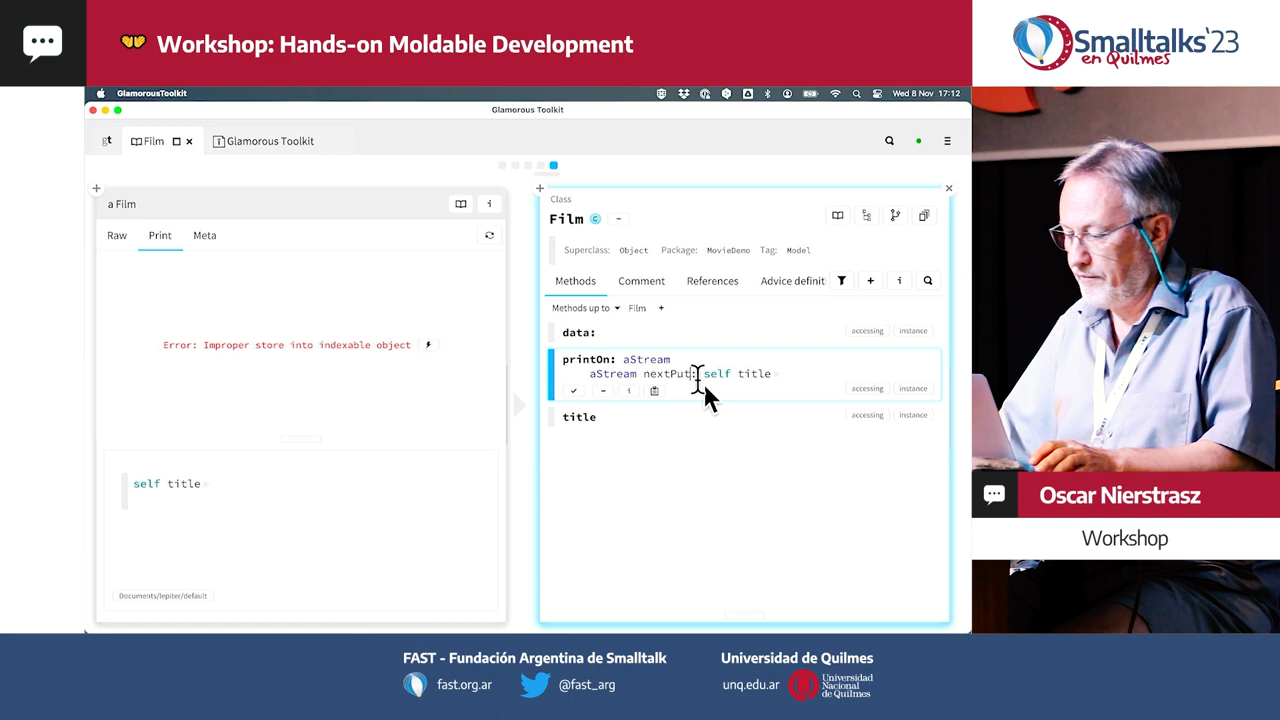 Workshop: Hands-on Moldable Development
Smalltalks'23
en Quilmes
GlamorousToolkit
Wed 8 Nov 17:12
Glamorous Toolkit
gt
Film
Glamorous Toolkit
a Film
Raw
Print
Meta
Error: Improper store into indexable object
self title
Documents/lepiter/default
Class
Film
Superclass: Object Package: MovieDemo Tag: Model
Methods
Comment
References
Advice definit
Methods up to
Film
data:
accessing
instance
printOn: aStream
aStream nextPut: self title
accessing
instance
title
accessing
instance
Oscar Nierstrasz
Workshop
FAST - Fundación Argentina de Smalltalk
fast.org.ar
@fast_arg
Universidad de Quilmes
unq.edu.ar
Universidad
Nacional
de Quilmes